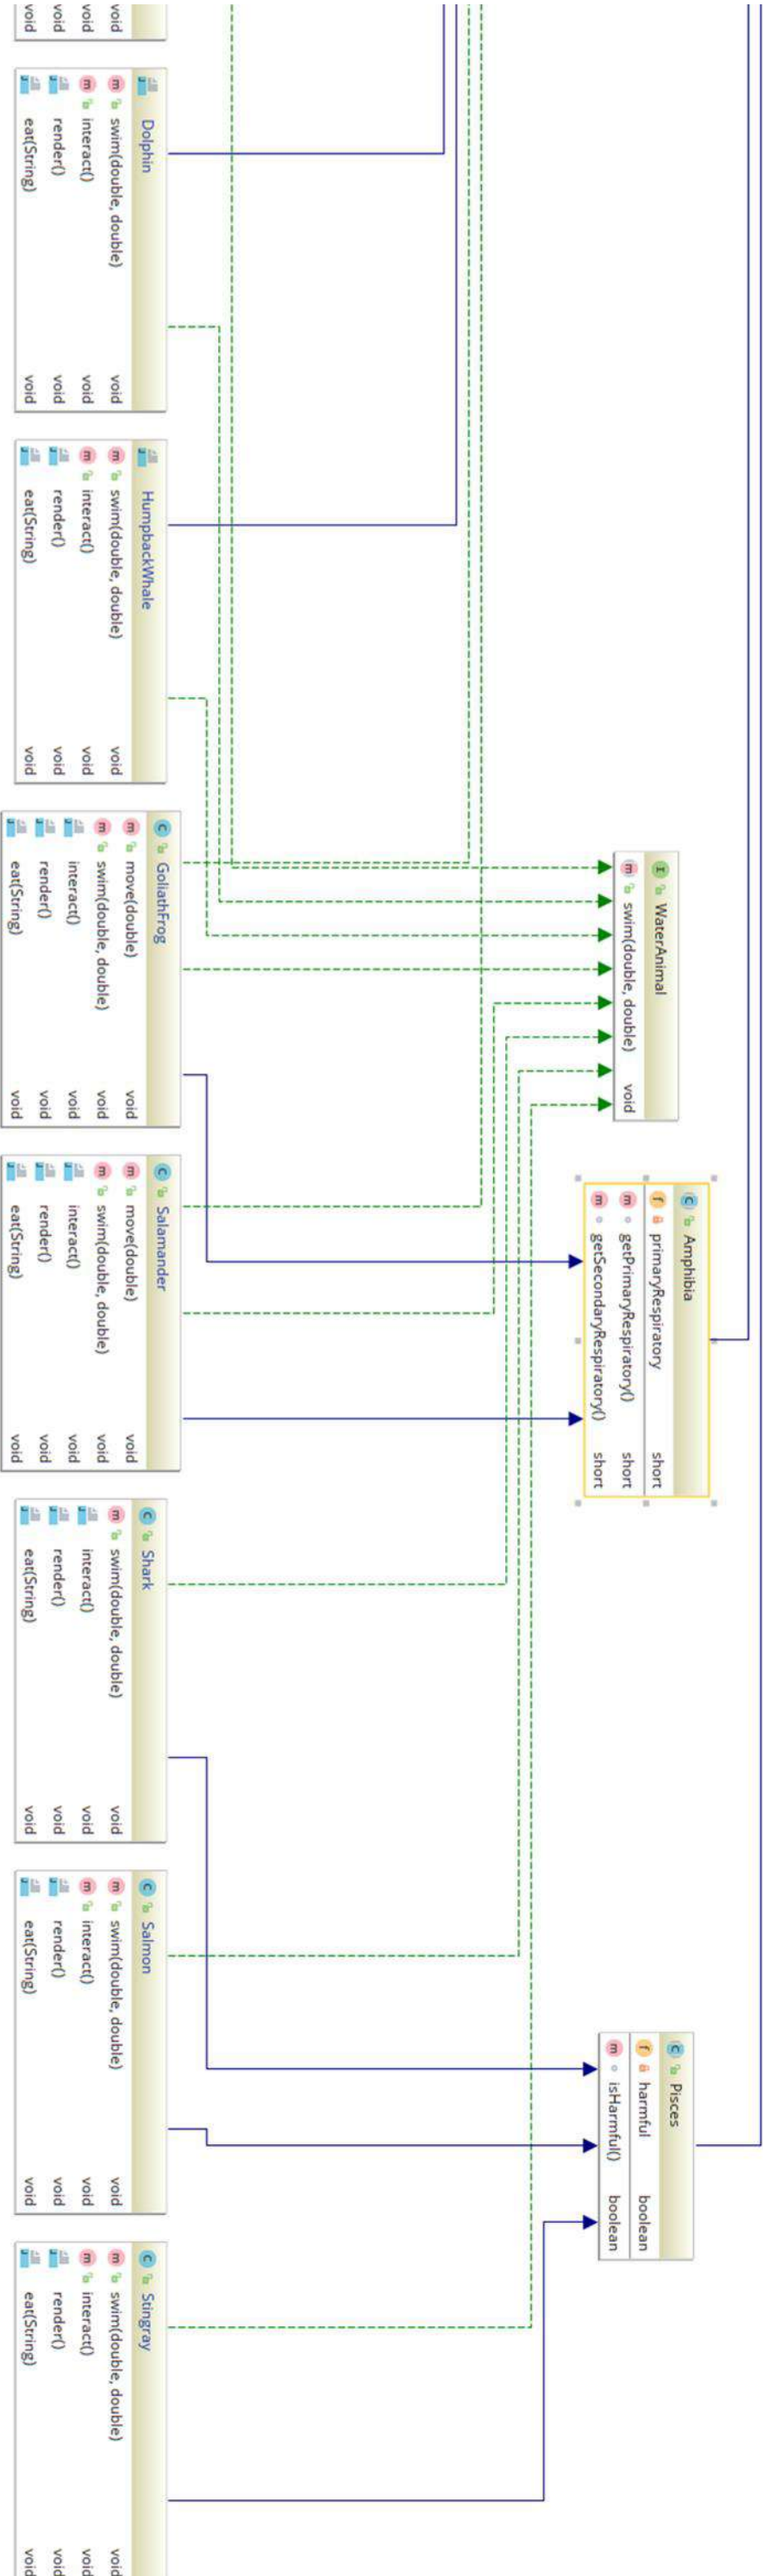 void
void
void
void
Dolphin
swim(double, double) void
interact() void
render() void
eat(String) void
HumpbackWhale
swim(double, double) void
interact() void
render() void
eat(String) void
WaterAnimal
swim(double, double) void
GoliathFrog
move(double) void
swim(double, double) void
interact() void
render() void
eat(String) void
Amphibia
primaryRespiratory short
getPrimaryRespiratory() short
getSecondaryRespiratory() short
Salamander
move(double) void
swim(double, double) void
interact() void
render() void
eat(String) void
Shark
swim(double, double) void
interact() void
render() void
eat(String) void
Salmon
swim(double, double) void
interact() void
render() void
eat(String) void
Pisces
harmful boolean
isHarmful() boolean
Stingray
swim(double, double) void
interact() void
render() void
eat(String) void